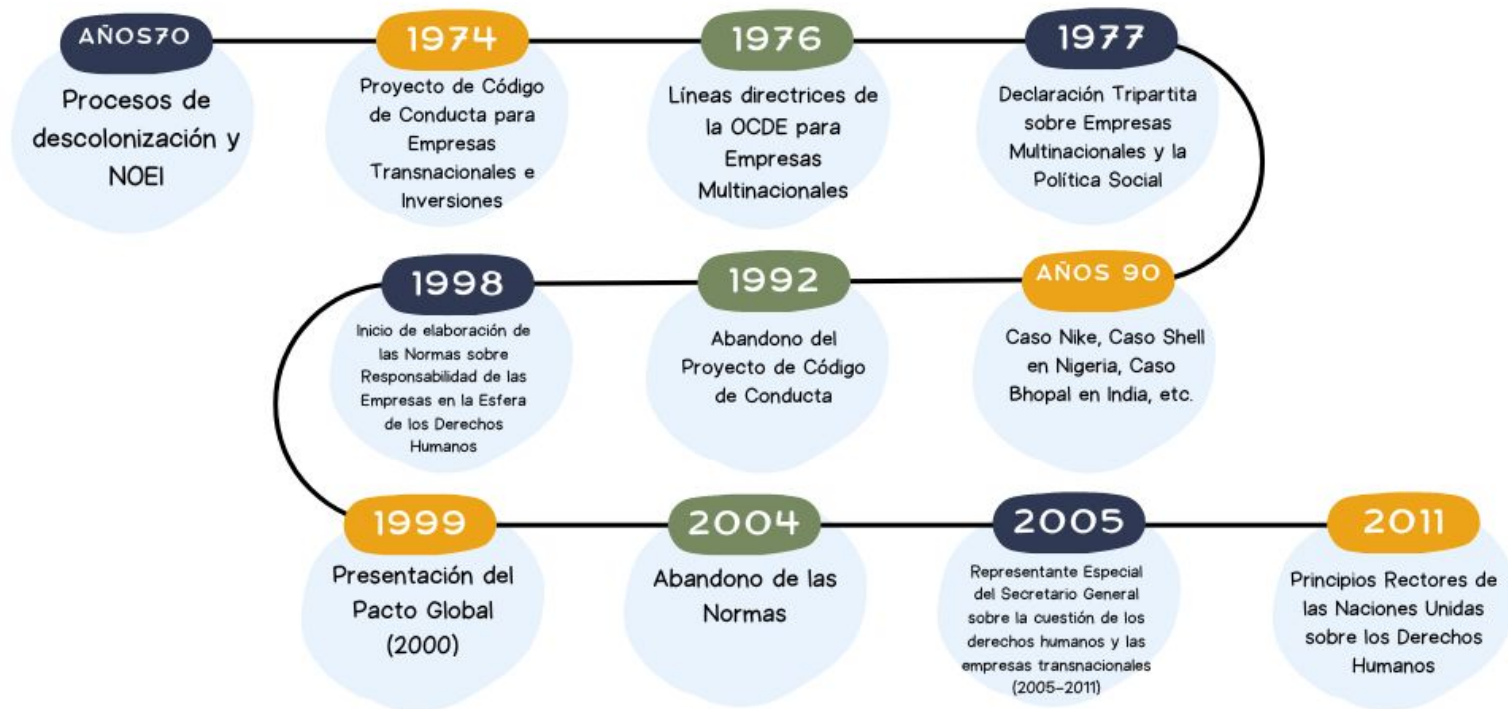 AÑOS70
Procesos de
descolonización y
NOEI
1974
Proyecto de Código
de Conducta para
Empresas
Transnacionales e
Inversiones
1976
Líneas directrices de
la OCDE para
Empresas
Multinacionales
1977
Declaración Tripartita
sobre Empresas
Multinacionales y la
Política Social
AÑOS 90
Caso Nike, Caso Shell
en Nigeria, Caso
Bhopal en India, etc.
1992
Abandono del
Proyecto de Código
de Conducta
1998
Inicio de elaboración de
las Normas sobre
Responsabilidad de las
Empresas en la Esfera
de los Derechos
Humanos
1999
Presentación del
Pacto Global
(2000)
2004
Abandono de las
Normas
2005
Representante Especial
del Secretario General
sobre la cuestión de los
derechos humanos y las
empresas transnacionales
(2005-2011)
2011
Principios Rectores de
las Naciones Unidas
sobre los Derechos
Humanos